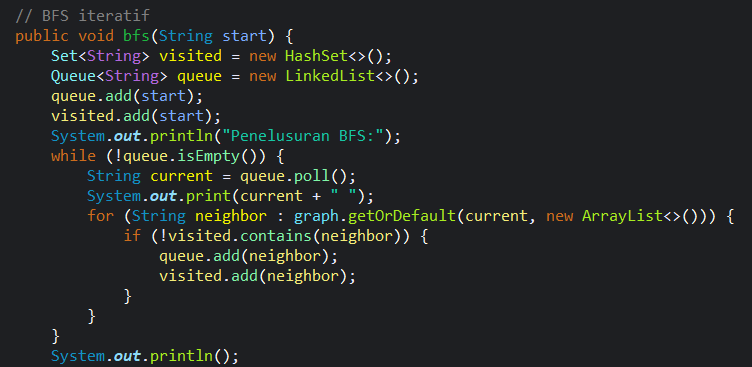 // BFS iteratif
public void bfs(String start) {
    Set<String> visited = new HashSet<>();
    Queue<String> queue = new LinkedList<>();
    queue.add(start);
    visited.add(start);
    System.out.println("Penelusuran BFS:");
    while (!queue.isEmpty()) {
        String current = queue.poll();
        System.out.print(current + " ");
        for (String neighbor : graph.getOrDefault(current, new ArrayList<>())) {
            if (!visited.contains(neighbor)) {
                queue.add(neighbor);
                visited.add(neighbor);
            }
        }
    }
    System.out.println();